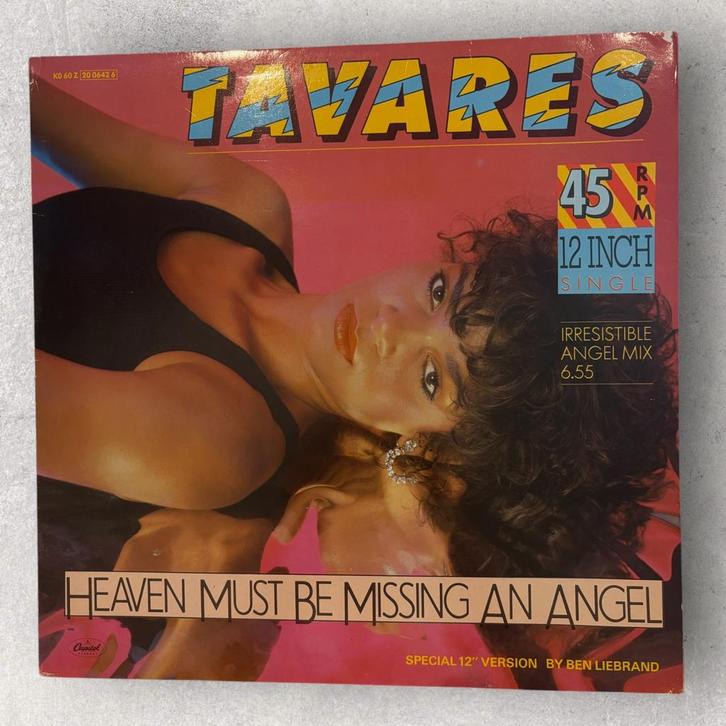 K0 60 Z 20 0642 6
TAVARES
45 RPM
12 INCH
SINGLE
IRRESISTIBLE
ANGEL MIX
6.55
HEAVEN MUST BE MISSING AN ANGEL
Capitol
SPECIAL 12" VERSION BY BEN LIEBRAND